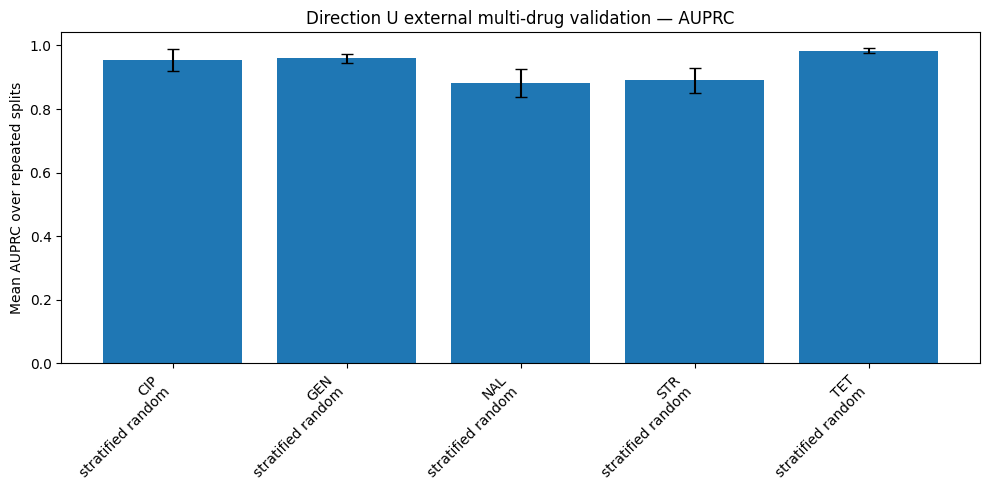 Direction U external multi-drug validation — AUPRC
Mean AUPRC over repeated splits
1.0
0.8
0.6
0.4
0.2
0.0
CIP
stratified random
GEN
stratified random
NAL
stratified random
STR
stratified random
TET
stratified random